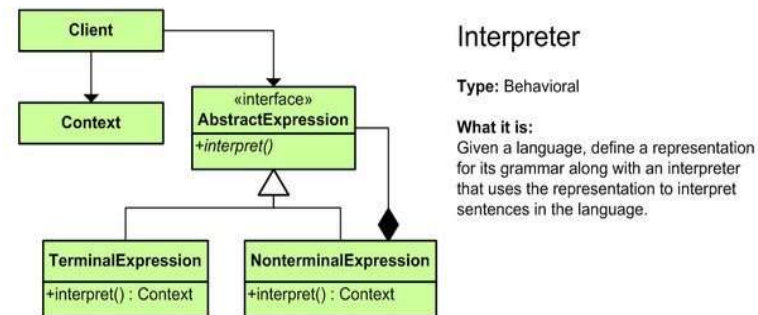 Client
Context
«interface»
AbstractExpression
+interpret()
TerminalExpression
+interpret() : Context
NonterminalExpression
+interpret() : Context
Interpreter
Type: Behavioral
What it is:
Given a language, define a representation
for its grammar along with an interpreter
that uses the representation to interpret
sentences in the language.